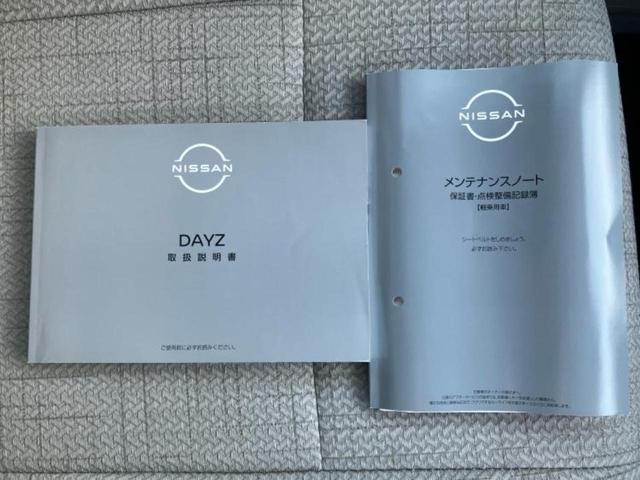 NISSAN
DAYZ
取扱説明書
ご使用前に必ずお読みください。
NISSAN
メンテナンスノート
保証書・点検整備記録簿
【軽乗用車】
シートベルトをしめましょう。
必ずお読み下さい。